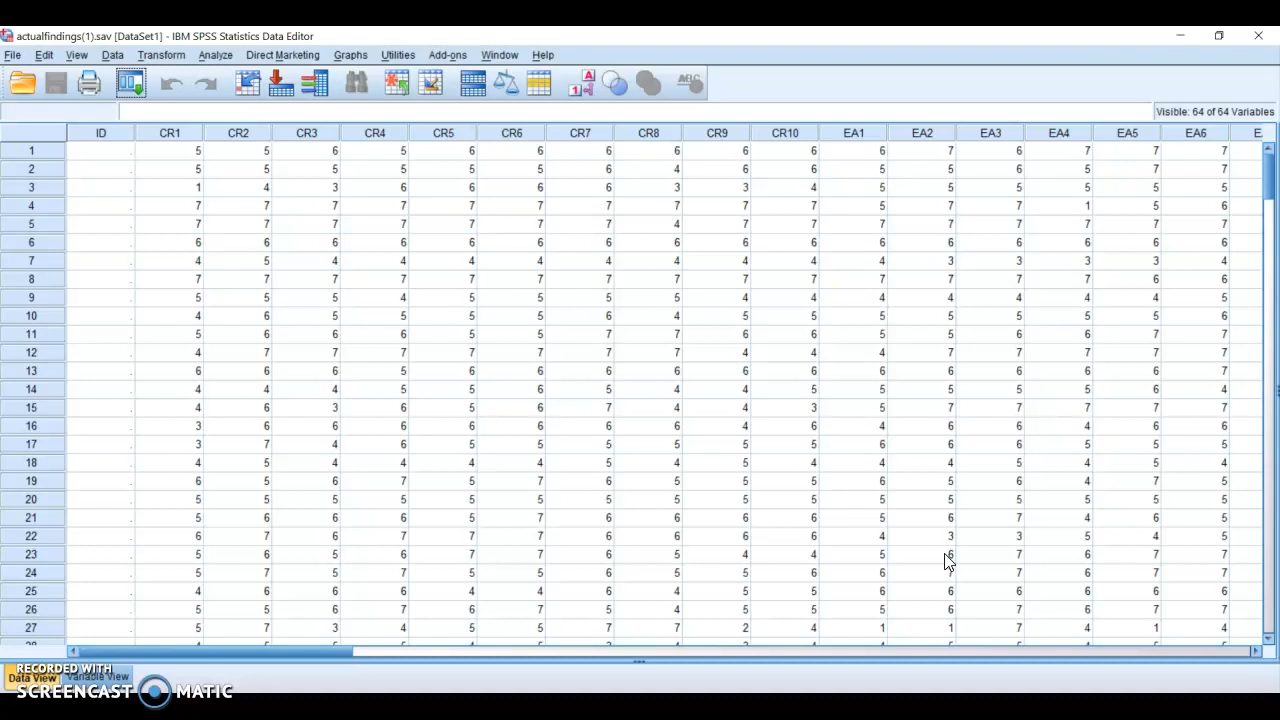 actualfindings(1).sav [DataSet1] - IBM SPSS Statistics Data Editor
File Edit View Data Transform Analyze Direct Marketing Graphs Utilities Add-ons Window Help
A
1
ABC
Visible: 64 of 64 Variables
ID CR1 CR2 CR3 CR4 CR5 CR6 CR7 CR8 CR9 CR10 EA1 EA2 EA3 EA4 EA5 EA6 E
1 . 5 5 6 5 6 6 6 6 6 6 6 7 6 7 7 7
2 . 5 5 5 5 5 5 6 4 6 6 5 5 6 5 7 7
3 . 1 4 3 6 6 6 6 3 3 4 5 5 5 5 5 5
4 . 7 7 7 7 7 7 7 7 7 7 5 7 7 1 5 6
5 . 7 7 7 7 7 7 7 4 7 7 7 7 7 7 7 7
6 . 6 6 6 6 6 6 6 6 6 6 6 6 6 6 6 6
7 . 4 5 4 4 4 4 4 4 4 4 4 3 3 3 3 4
8 . 7 7 7 7 7 7 7 7 7 7 7 7 7 7 6 6
9 . 5 5 5 4 5 5 5 5 4 4 4 4 4 4 4 5
10 . 4 6 5 5 5 5 6 4 5 5 5 5 5 5 5 6
11 . 5 6 6 6 5 5 7 7 6 6 5 5 6 6 7 7
12 . 4 7 7 7 7 7 7 7 4 4 4 7 7 7 7 7
13 . 6 6 6 5 6 6 6 6 6 6 6 6 6 6 6 7
14 . 4 4 4 5 5 6 5 4 4 5 5 5 5 5 6 4
15 . 4 6 3 6 5 6 7 4 4 3 5 7 7 7 7 7
16 . 3 6 6 6 6 6 6 6 4 6 4 6 6 4 6 6
17 . 3 7 4 6 5 5 5 5 5 5 6 6 6 5 5 5
18 . 4 5 4 4 4 4 5 4 5 4 4 4 5 4 5 4
19 . 6 5 6 7 5 7 6 5 5 5 6 5 6 4 7 5
20 . 5 5 5 5 5 5 5 5 5 5 5 5 5 5 5 5
21 . 5 6 6 6 5 7 6 6 6 6 5 6 7 4 6 5
22 . 6 7 6 7 7 7 6 6 6 6 4 3 3 5 4 5
23 . 5 6 5 6 7 7 6 5 4 4 5 6 7 6 7 7
24 . 5 7 5 7 5 5 6 5 5 6 6 7 7 6 7 7
25 . 4 6 6 6 4 4 6 4 5 5 6 6 6 6 6 6
26 . 5 5 6 7 6 7 5 4 5 5 5 6 7 6 7 7
27 . 5 7 3 4 5 5 7 7 2 4 1 1 7 4 1 4
Data View Variable View
RECORDED WITH
SCREENCAST MATIC